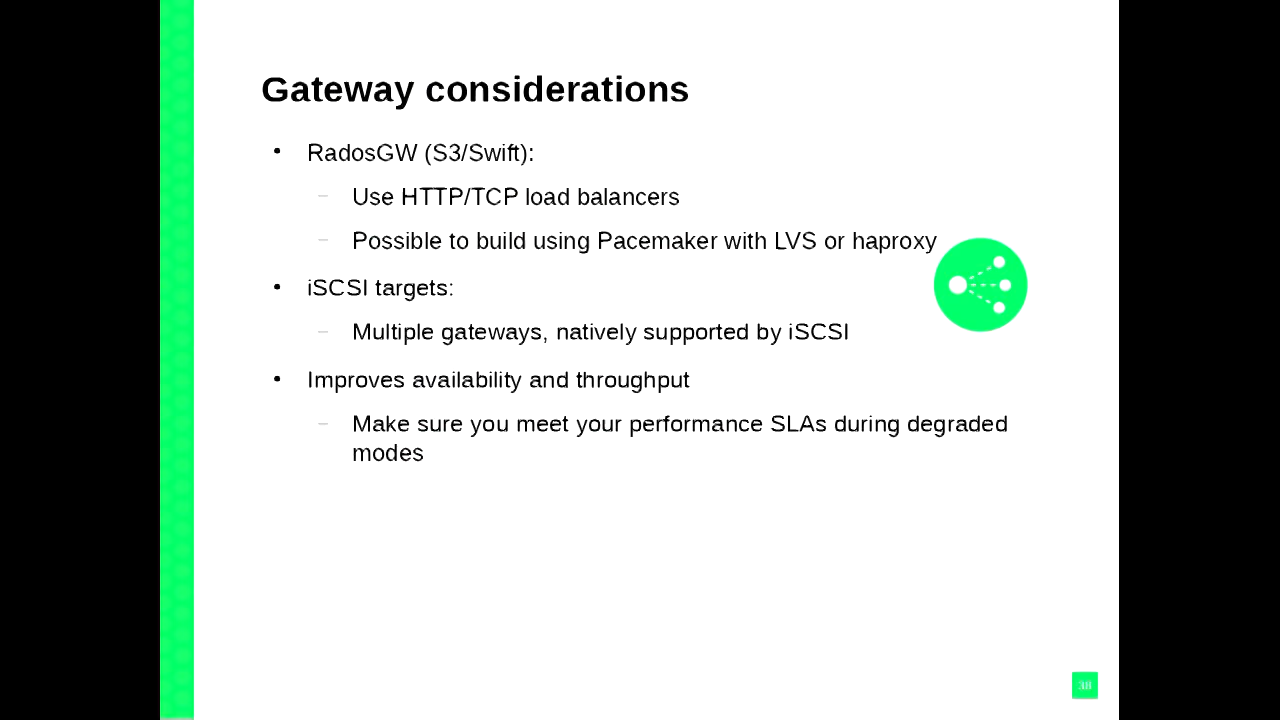 Gateway considerations
• RadosGW (S3/Swift):
– Use HTTP/TCP load balancers
– Possible to build using Pacemaker with LVS or haproxy
• iSCSI targets:
– Multiple gateways, natively supported by iSCSI
• Improves availability and throughput
– Make sure you meet your performance SLAs during degraded
modes
38